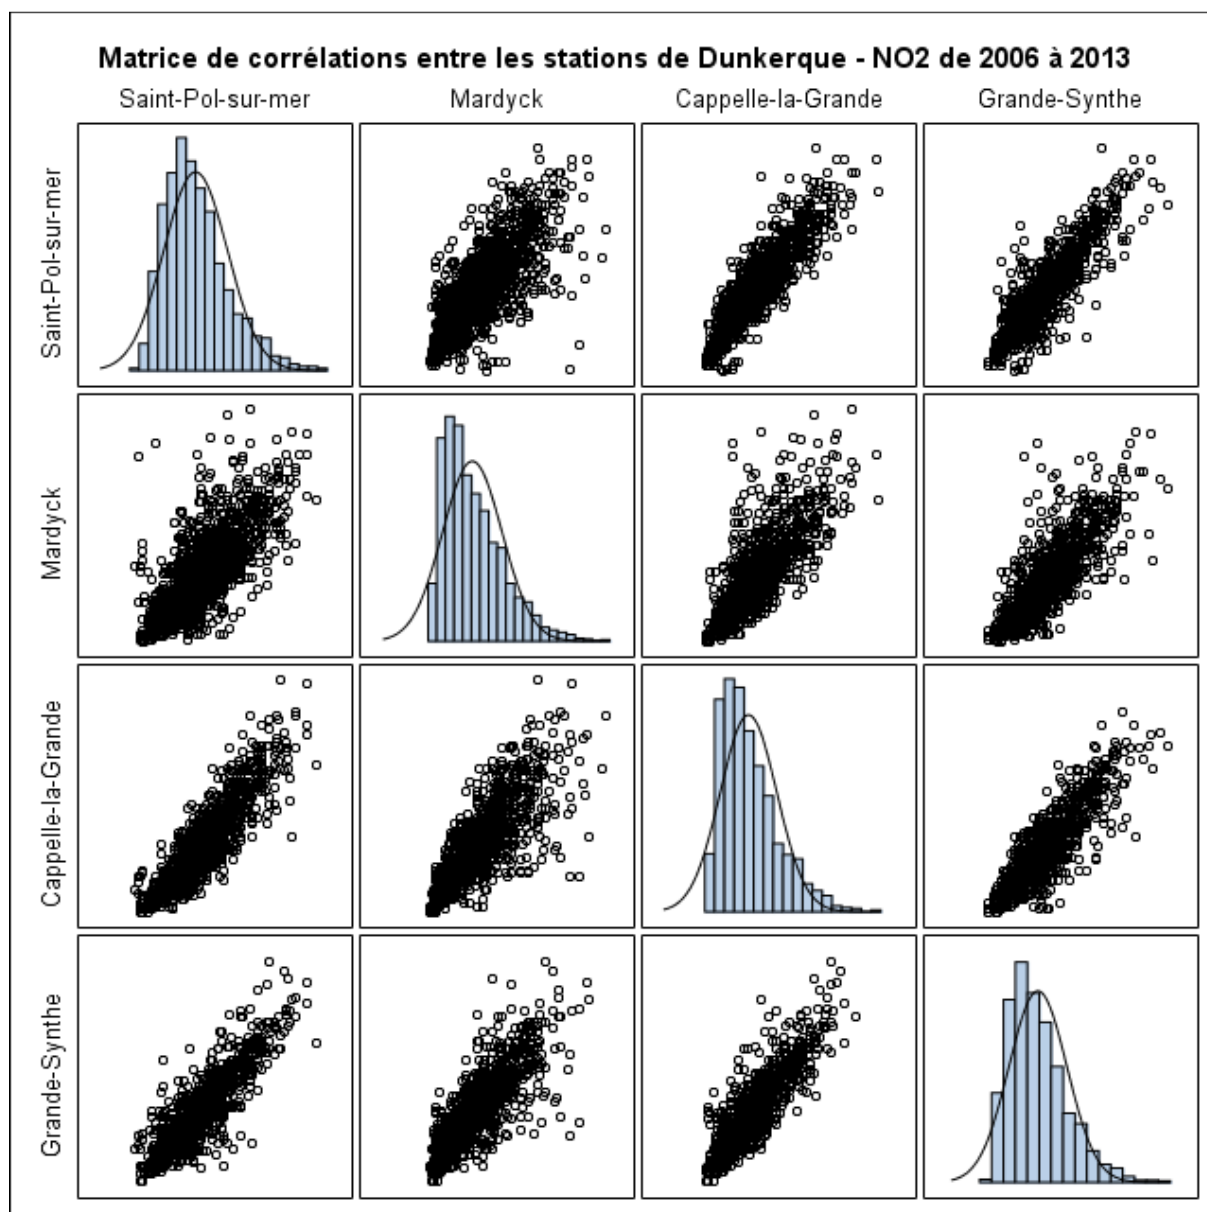 Matrice de corrélations entre les stations de Dunkerque - NO2 de 2006 à 2013
Saint-Pol-sur-mer
Mardyck
Cappelle-la-Grande
Grande-Synthe
Saint-Pol-sur-mer
Mardyck
Cappelle-la-Grande
Grande-Synthe